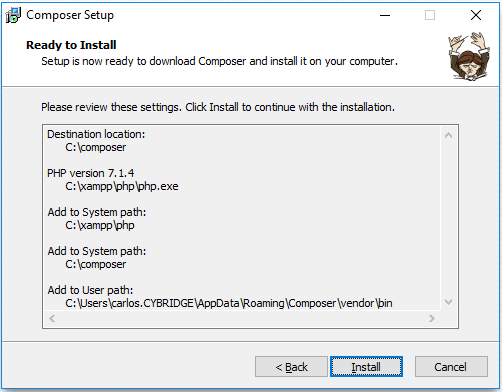 Composer Setup
Ready to Install
Setup is now ready to download Composer and install it on your computer.
Please review these settings. Click Install to continue with the installation.
Destination location:
C:\composer
PHP version 7.1.4
C:\xampp\php\php.exe
Add to System path:
C:\xampp\php
Add to System path:
C:\composer
Add to User path:
C:\Users\carlos.CYBRIDGE\AppData\Roaming\Composer\vendor\bin
< Back
Install
Cancel